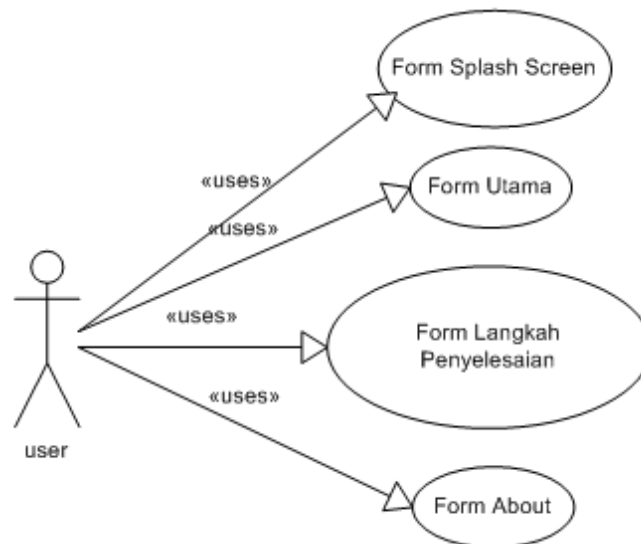 Form Splash Screen
«uses»
Form Utama
«uses»
«uses»
Form Langkah
Penyelesaian
«uses»
user
Form About